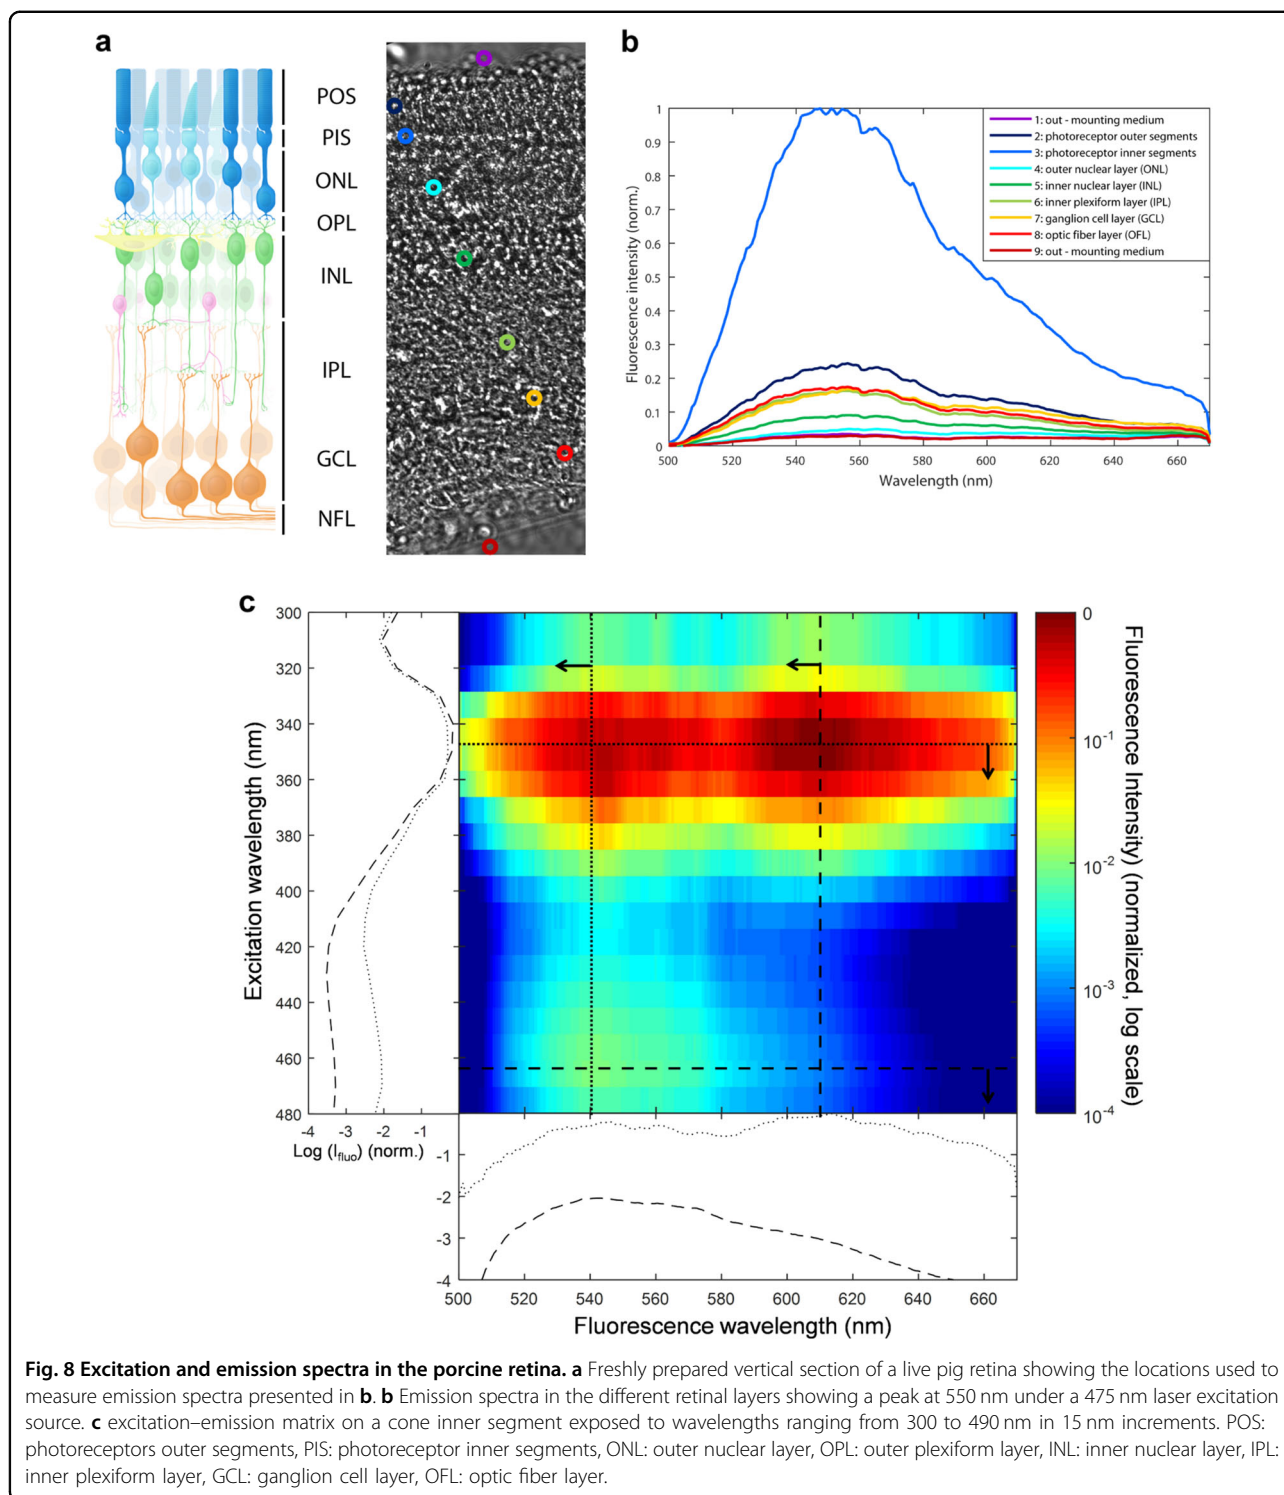 a
POS
PIS
ONL
OPL
INL
IPL
GCL
NFL
b
1
0.9
0.8
0.7
0.6
0.5
0.4
0.3
0.2
0.1
0
Fluorescence intensity (norm.)
1: out - mounting medium
2: photoreceptor outer segments
3: photoreceptor inner segments
4: outer nuclear layer (ONL)
5: inner nuclear layer (INL)
6: inner plexiform layer (IPL)
7: ganglion cell layer (GCL)
8: optic fiber layer (OFL)
9: out - mounting medium
500 520 540 560 580 600 620 640 660
Wavelength (nm)
c
300
320
340
360
380
400
420
440
460
480
Excitation wavelength (nm)
-4 -3 -2 -1
Log (Ifluo) (norm.)
0
10-1
10-2
10-3
10-4
Fluorescence Intensity) (normalized, log scale)
-1
-2
-3
-4
500 520 540 560 580 600 620 640 660
Fluorescence wavelength (nm)
Fig. 8 Excitation and emission spectra in the porcine retina. a Freshly prepared vertical section of a live pig retina showing the locations used to
measure emission spectra presented in b. b Emission spectra in the different retinal layers showing a peak at 550 nm under a 475 nm laser excitation
source. c excitation–emission matrix on a cone inner segment exposed to wavelengths ranging from 300 to 490 nm in 15 nm increments. POS:
photoreceptors outer segments, PIS: photoreceptor inner segments, ONL: outer nuclear layer, OPL: outer plexiform layer, INL: inner nuclear layer, IPL:
inner plexiform layer, GCL: ganglion cell layer, OFL: optic fiber layer.